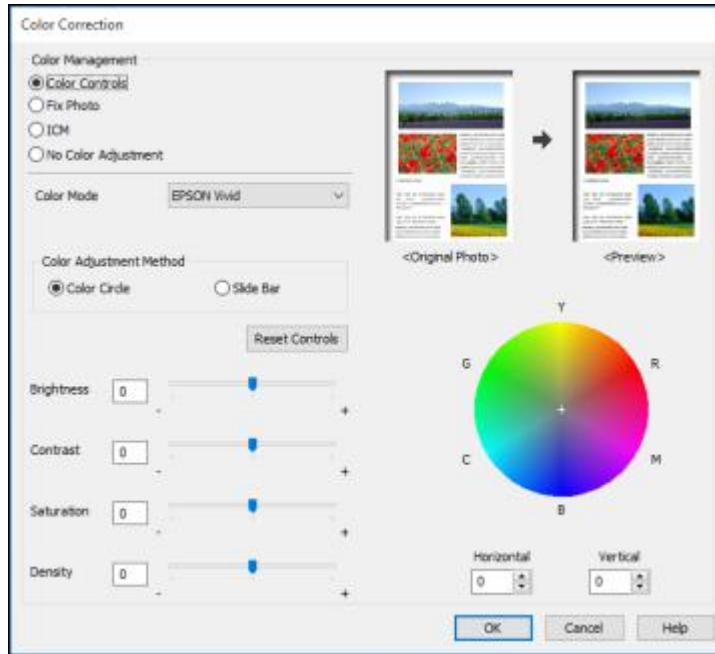 Color Correction
Color Management
Color Controls
Fix Photo
ICM
No Color Adjustment
Color Mode
EPSON Vivid
Color Adjustment Method
Color Circle
Slide Bar
Reset Controls
Brightness
0
-
+
Contrast
0
-
+
Saturation
0
-
+
Density
0
-
+
<Original Photo>
<Preview>
Y
G
R
C
M
B
Horizontal
Vertical
0
0
OK
Cancel
Help